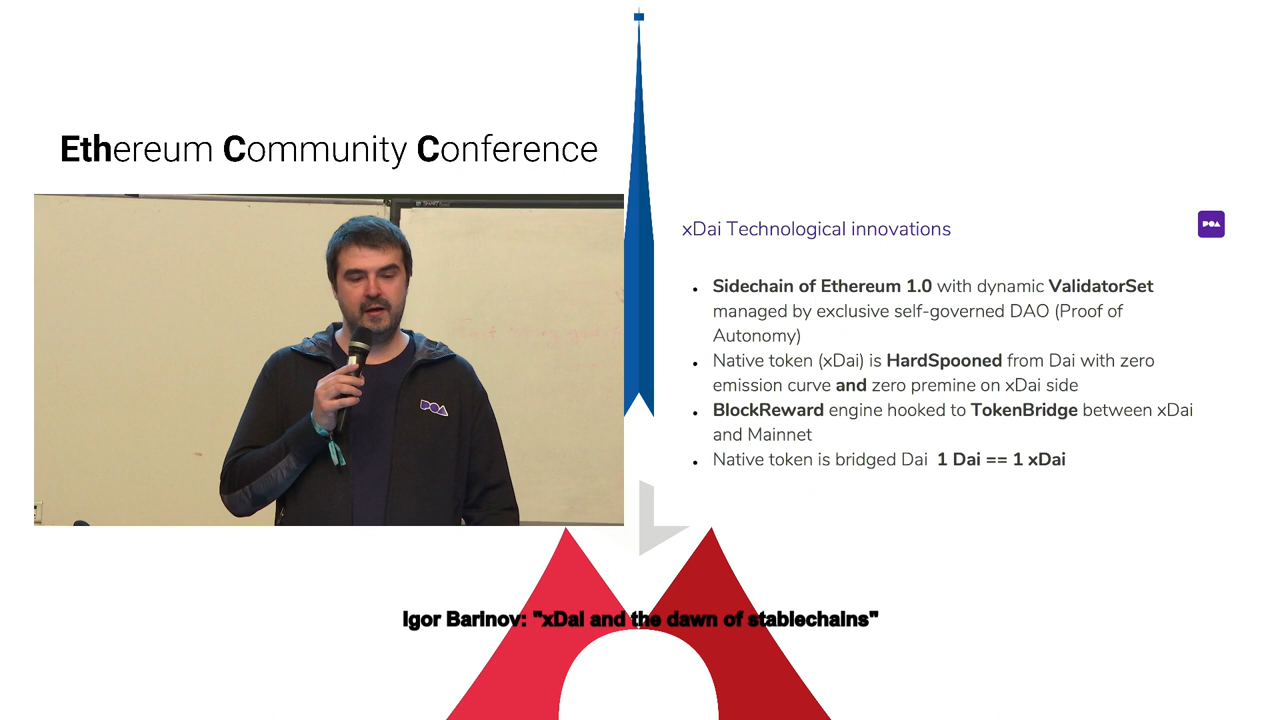 Ethereum Community Conference
xDai Technological innovations
POA
• Sidechain of Ethereum 1.0 with dynamic ValidatorSet
managed by exclusive self-governed DAO (Proof of
Autonomy)
• Native token (xDai) is HardSpooned from Dai with zero
emission curve and zero premine on xDai side
• BlockReward engine hooked to TokenBridge between xDai
and Mainnet
• Native token is bridged Dai 1 Dai == 1 xDai
POA
Igor Barinov: "xDai and the dawn of stablechains"